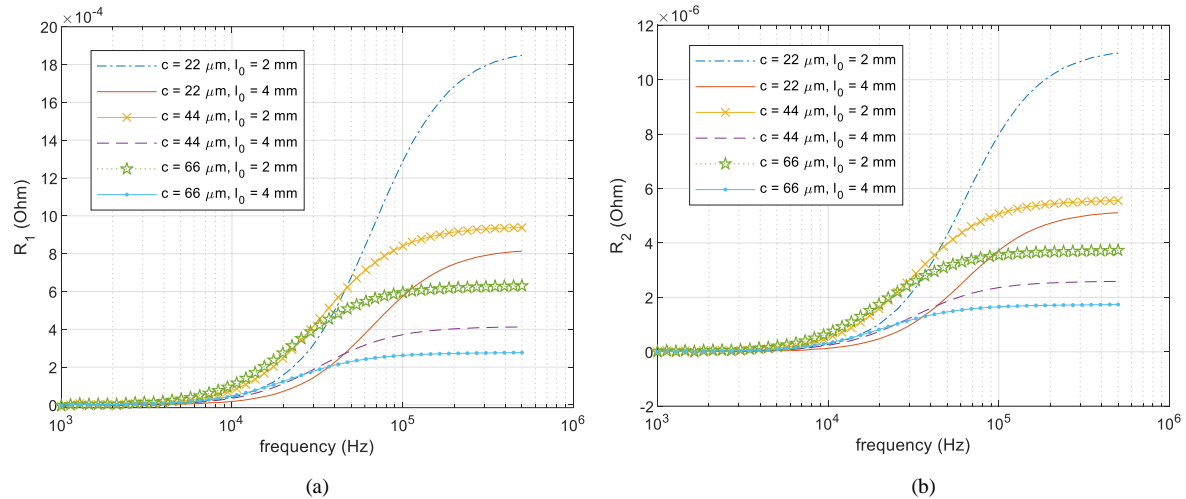 ×10^-4
20
18
16
14
12
10
8
6
4
2
0
R_1 (Ohm)
c = 22 μm, l_0 = 2 mm
c = 22 μm, l_0 = 4 mm
c = 44 μm, l_0 = 2 mm
c = 44 μm, l_0 = 4 mm
c = 66 μm, l_0 = 2 mm
c = 66 μm, l_0 = 4 mm
10^3
10^4
10^5
10^6
frequency (Hz)
(a)
×10^-6
12
10
8
6
4
2
0
-2
R_2 (Ohm)
c = 22 μm, l_0 = 2 mm
c = 22 μm, l_0 = 4 mm
c = 44 μm, l_0 = 2 mm
c = 44 μm, l_0 = 4 mm
c = 66 μm, l_0 = 2 mm
c = 66 μm, l_0 = 4 mm
10^3
10^4
10^5
10^6
frequency (Hz)
(b)